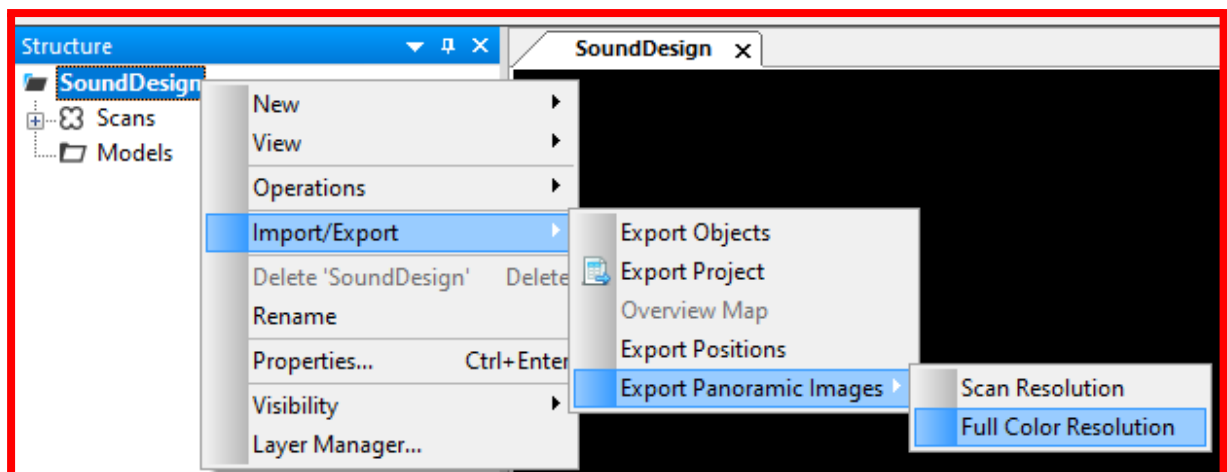 Structure
SoundDesign
SoundDesign
Scans
Models
New
View
Operations
Import/Export
Delete 'SoundDesign' Delete
Rename
Properties... Ctrl+Enter
Visibility
Layer Manager...
Export Objects
Export Project
Overview Map
Export Positions
Export Panoramic Images
Scan Resolution
Full Color Resolution